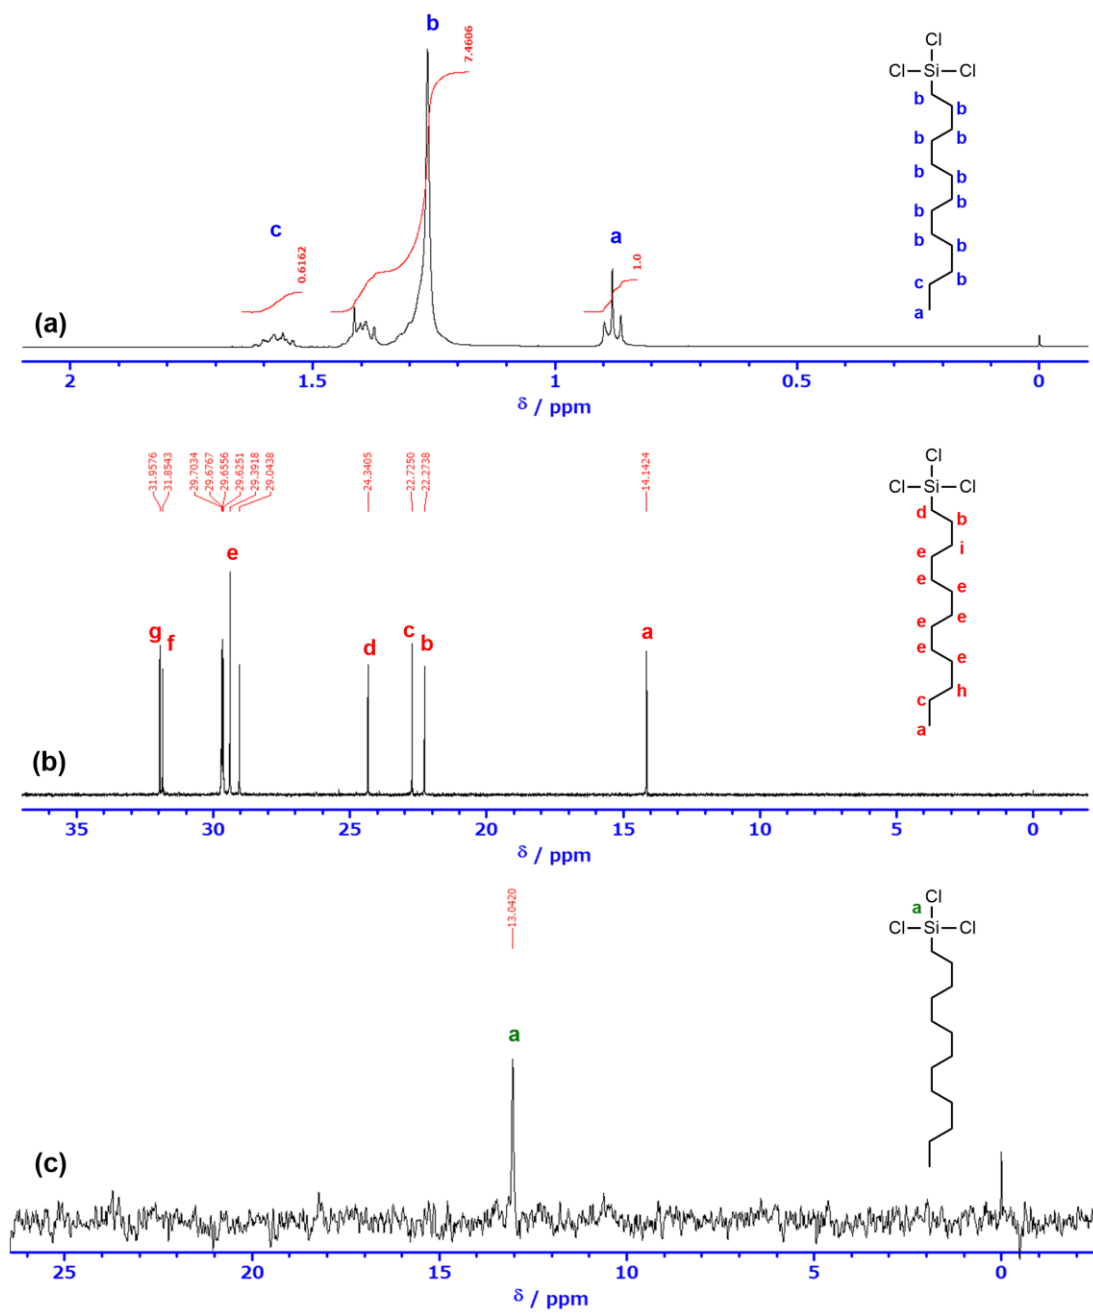 b
7.4606
c
0.6162
a
1.0
Cl
Cl Si Cl
b
b
b b
b
b
b
b
b
b
c b
a
(a)
2 1.5 1 0.5 0
δ / ppm
31.9576
31.8543
29.7034
29.6767
29.6556
29.6251
29.3918
29.0438
24.3405
22.7250
22.2738
14.1424
Cl
Cl Si Cl
d
b
e i
e
e
e e
e
e
c h
a
e
g
f
d
c
b
a
(b)
35 30 25 20 15 10 5 0
δ / ppm
13.0420
a Cl
Cl Si Cl
a
(c)
25 20 15 10 5 0
δ / ppm